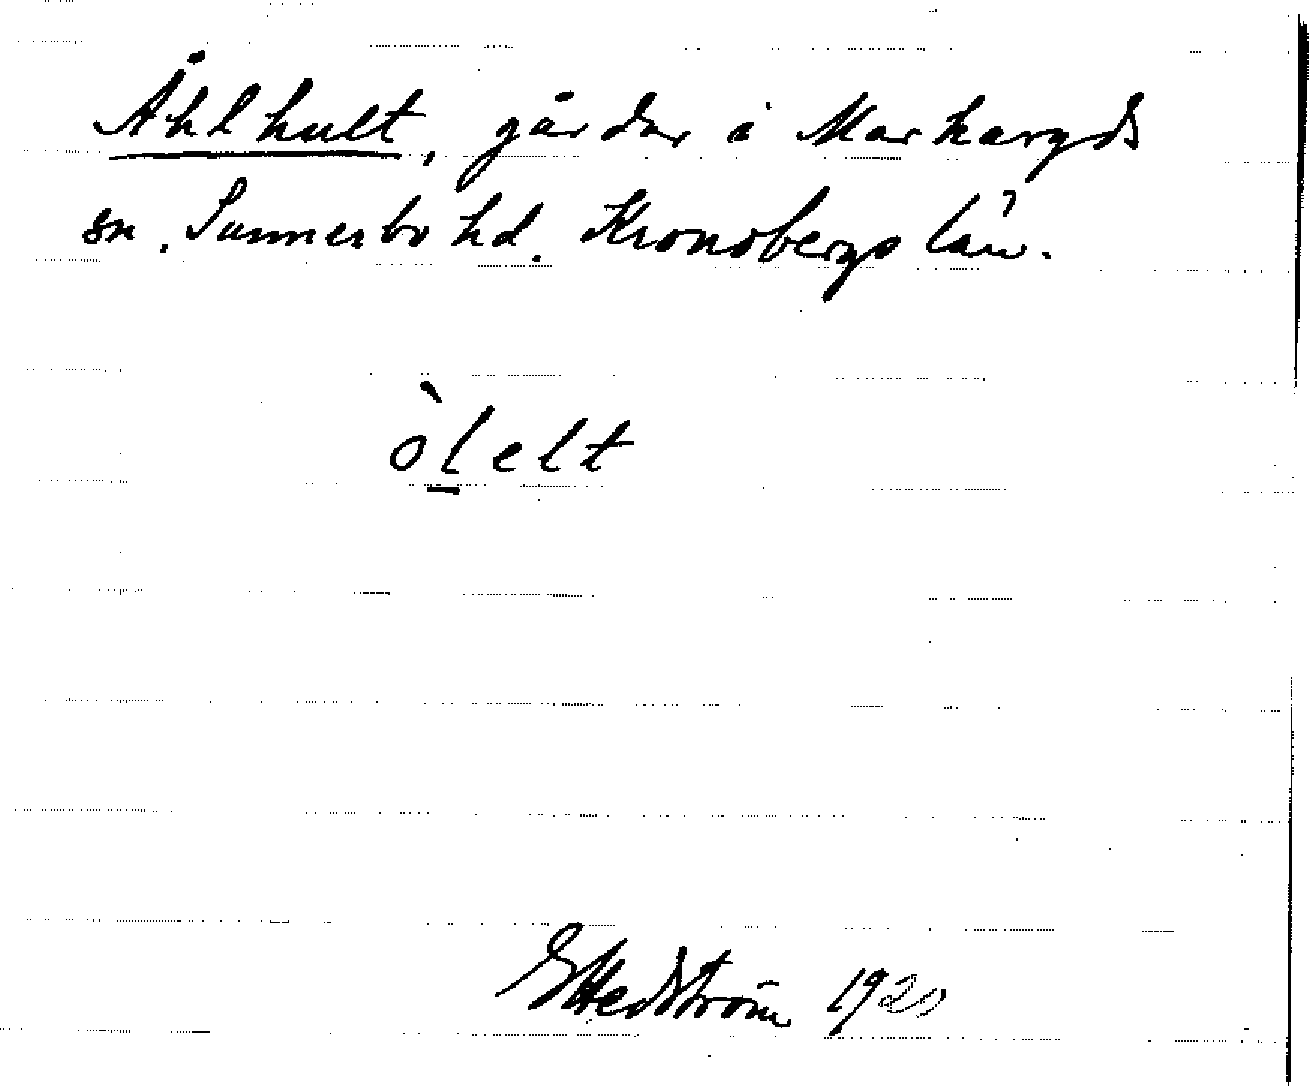 Åhlhult, gårdar i Markaryds
sn. Sunnerbo hd. Kronobergs län.
òlelt
G Hedström 1920